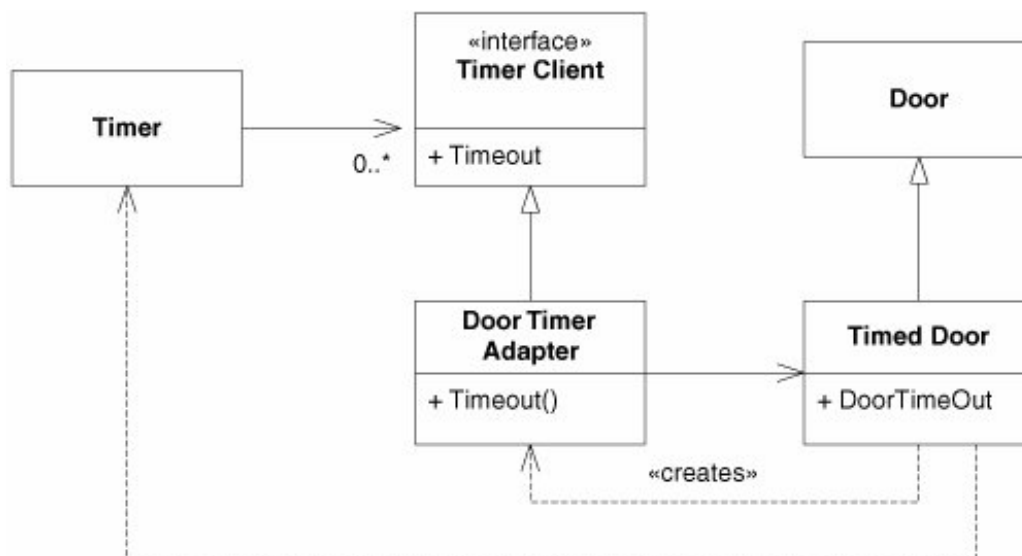 «interface»
Timer Client
Door
Timer
0..*
+ Timeout
Door Timer
Adapter
Timed Door
+ Timeout()
+ DoorTimeOut
«creates»